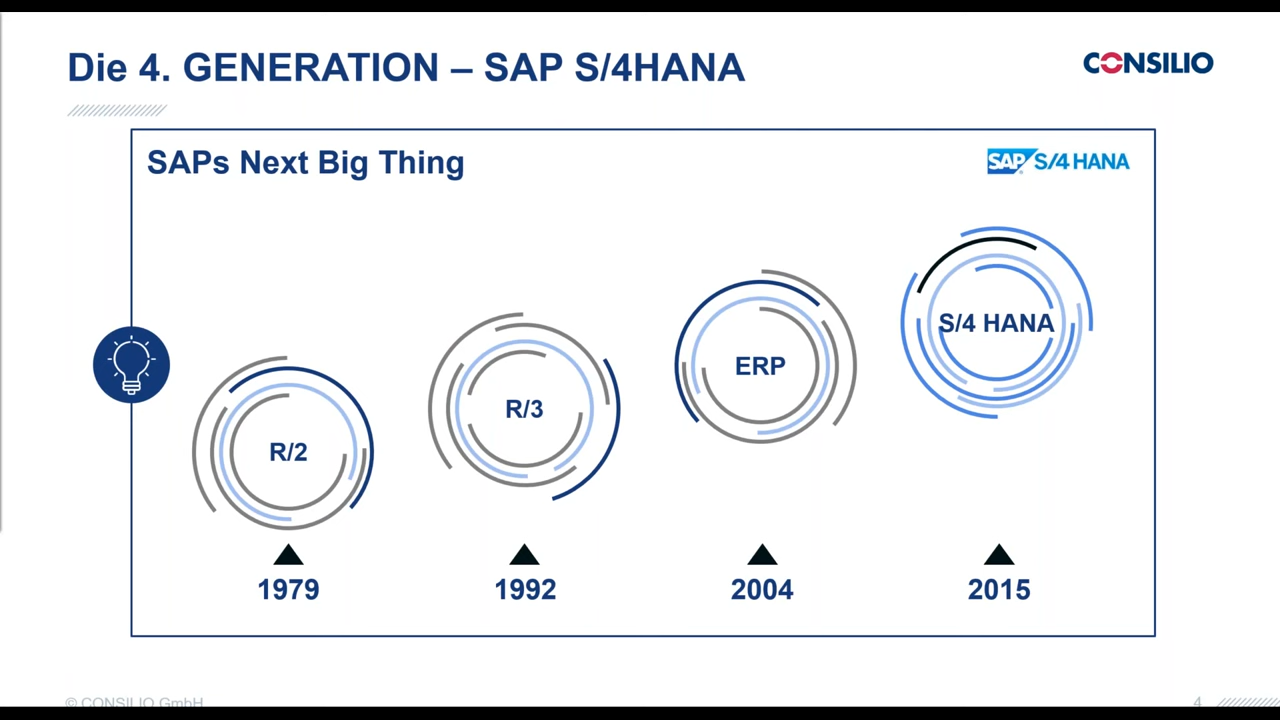 Die 4. GENERATION – SAP S/4HANA
CONSILIO
SAPs Next Big Thing
SAP S/4 HANA
S/4 HANA
ERP
R/3
R/2
1979
1992
2004
2015
© CONSILIO GmbH
4